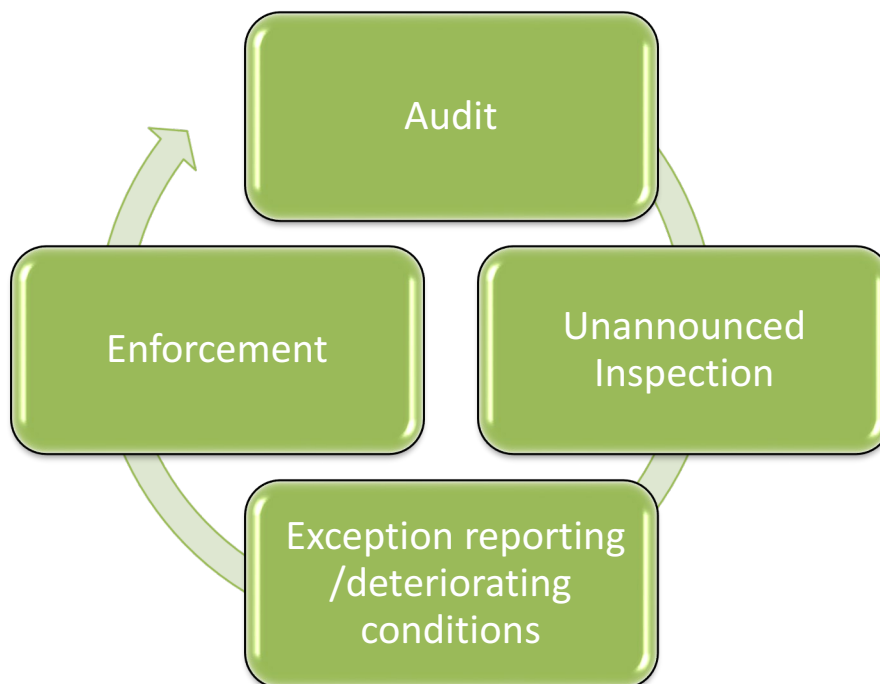 Audit
Unannounced
Inspection
Exception reporting
/deteriorating
conditions
Enforcement